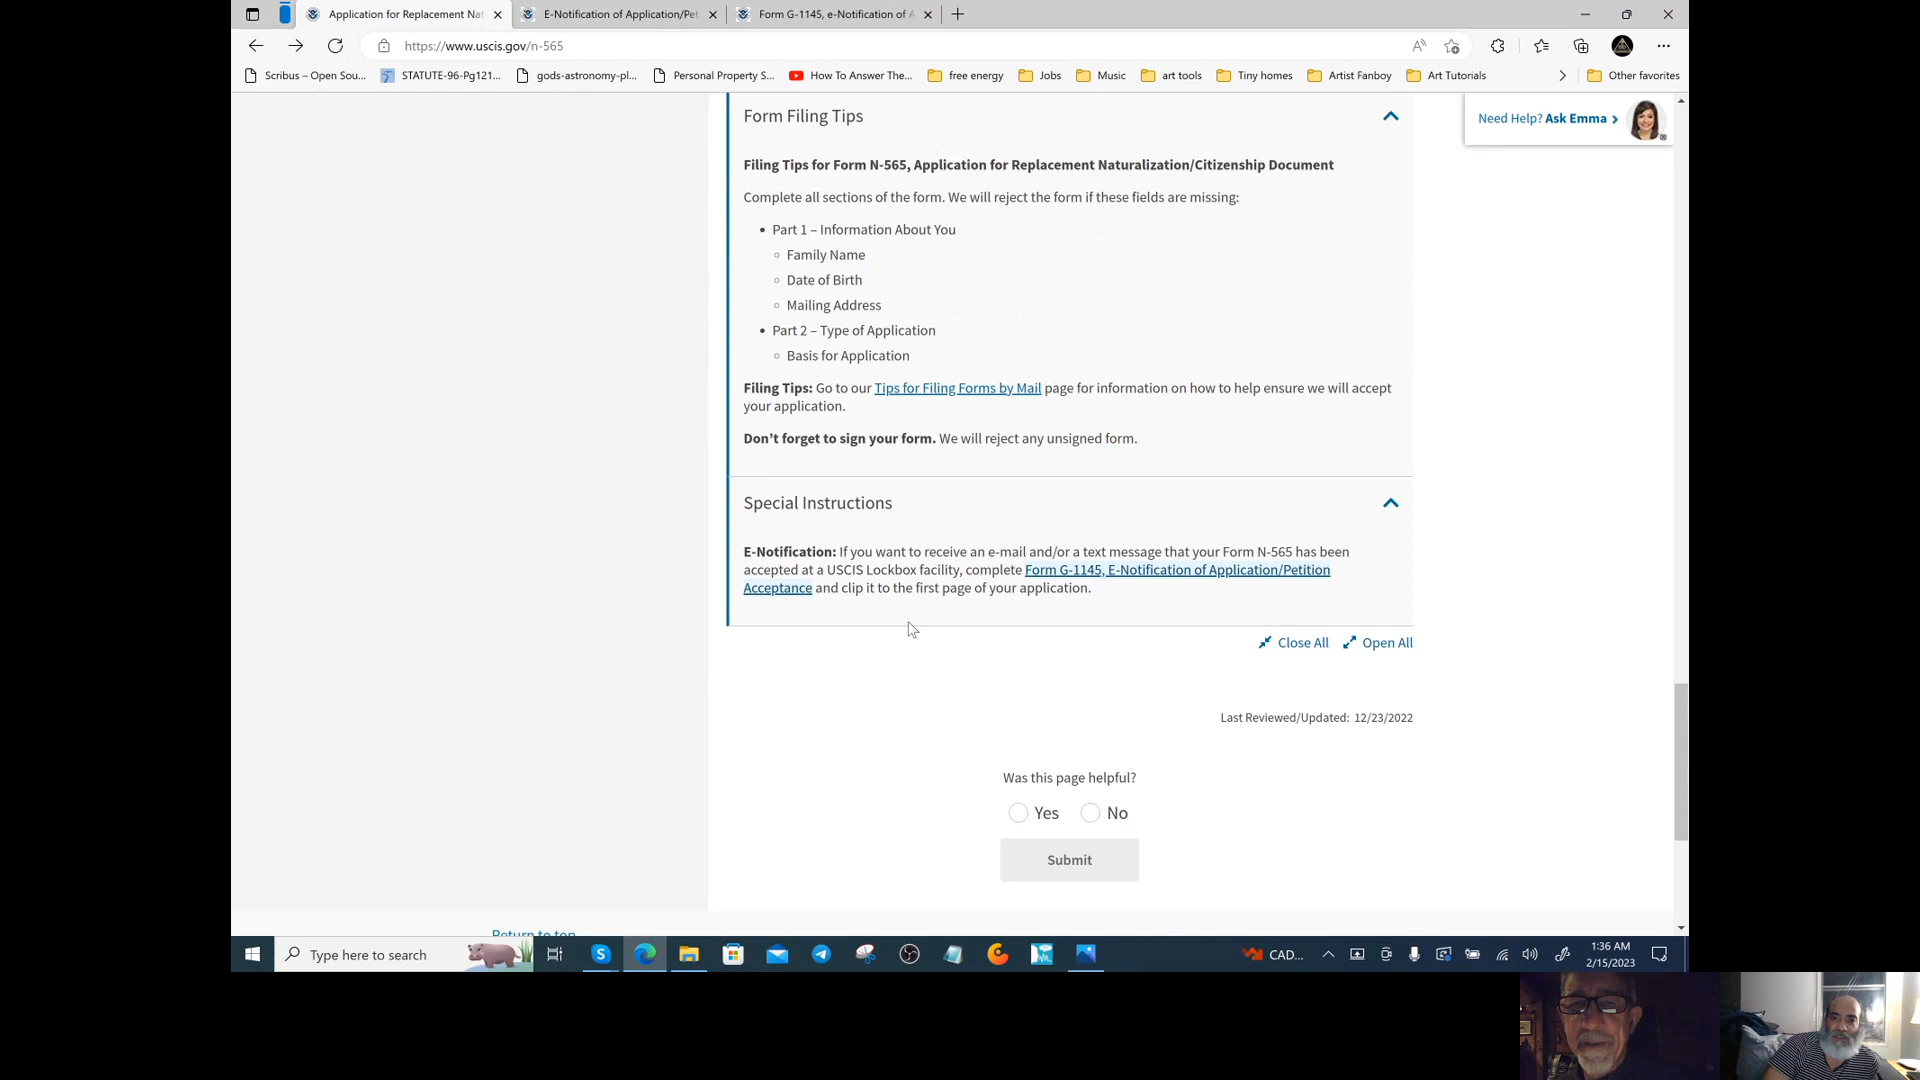 Application for Replacement Nat
E-Notification of Application/Pet
Form G-1145, e-Notification of A
https://www.uscis.gov/n-565
Scribus – Open Sou...
STATUTE-96-Pg121...
gods-astronomy-pl...
Personal Property S...
How To Answer The...
free energy
Jobs
Music
art tools
Tiny homes
Artist Fanboy
Art Tutorials
Other favorites
Need Help? Ask Emma
Form Filing Tips
Filing Tips for Form N-565, Application for Replacement Naturalization/Citizenship Document
Complete all sections of the form. We will reject the form if these fields are missing:
• Part 1 – Information About You
◦ Family Name
◦ Date of Birth
◦ Mailing Address
• Part 2 – Type of Application
◦ Basis for Application
Filing Tips: Go to our Tips for Filing Forms by Mail page for information on how to help ensure we will accept
your application.
Don't forget to sign your form. We will reject any unsigned form.
Special Instructions
E-Notification: If you want to receive an e-mail and/or a text message that your Form N-565 has been
accepted at a USCIS Lockbox facility, complete Form G-1145, E-Notification of Application/Petition
Acceptance and clip it to the first page of your application.
Close All Open All
Last Reviewed/Updated: 12/23/2022
Was this page helpful?
Yes No
Submit
Return to top
Type here to search
CAD...
1:36 AM
2/15/2023